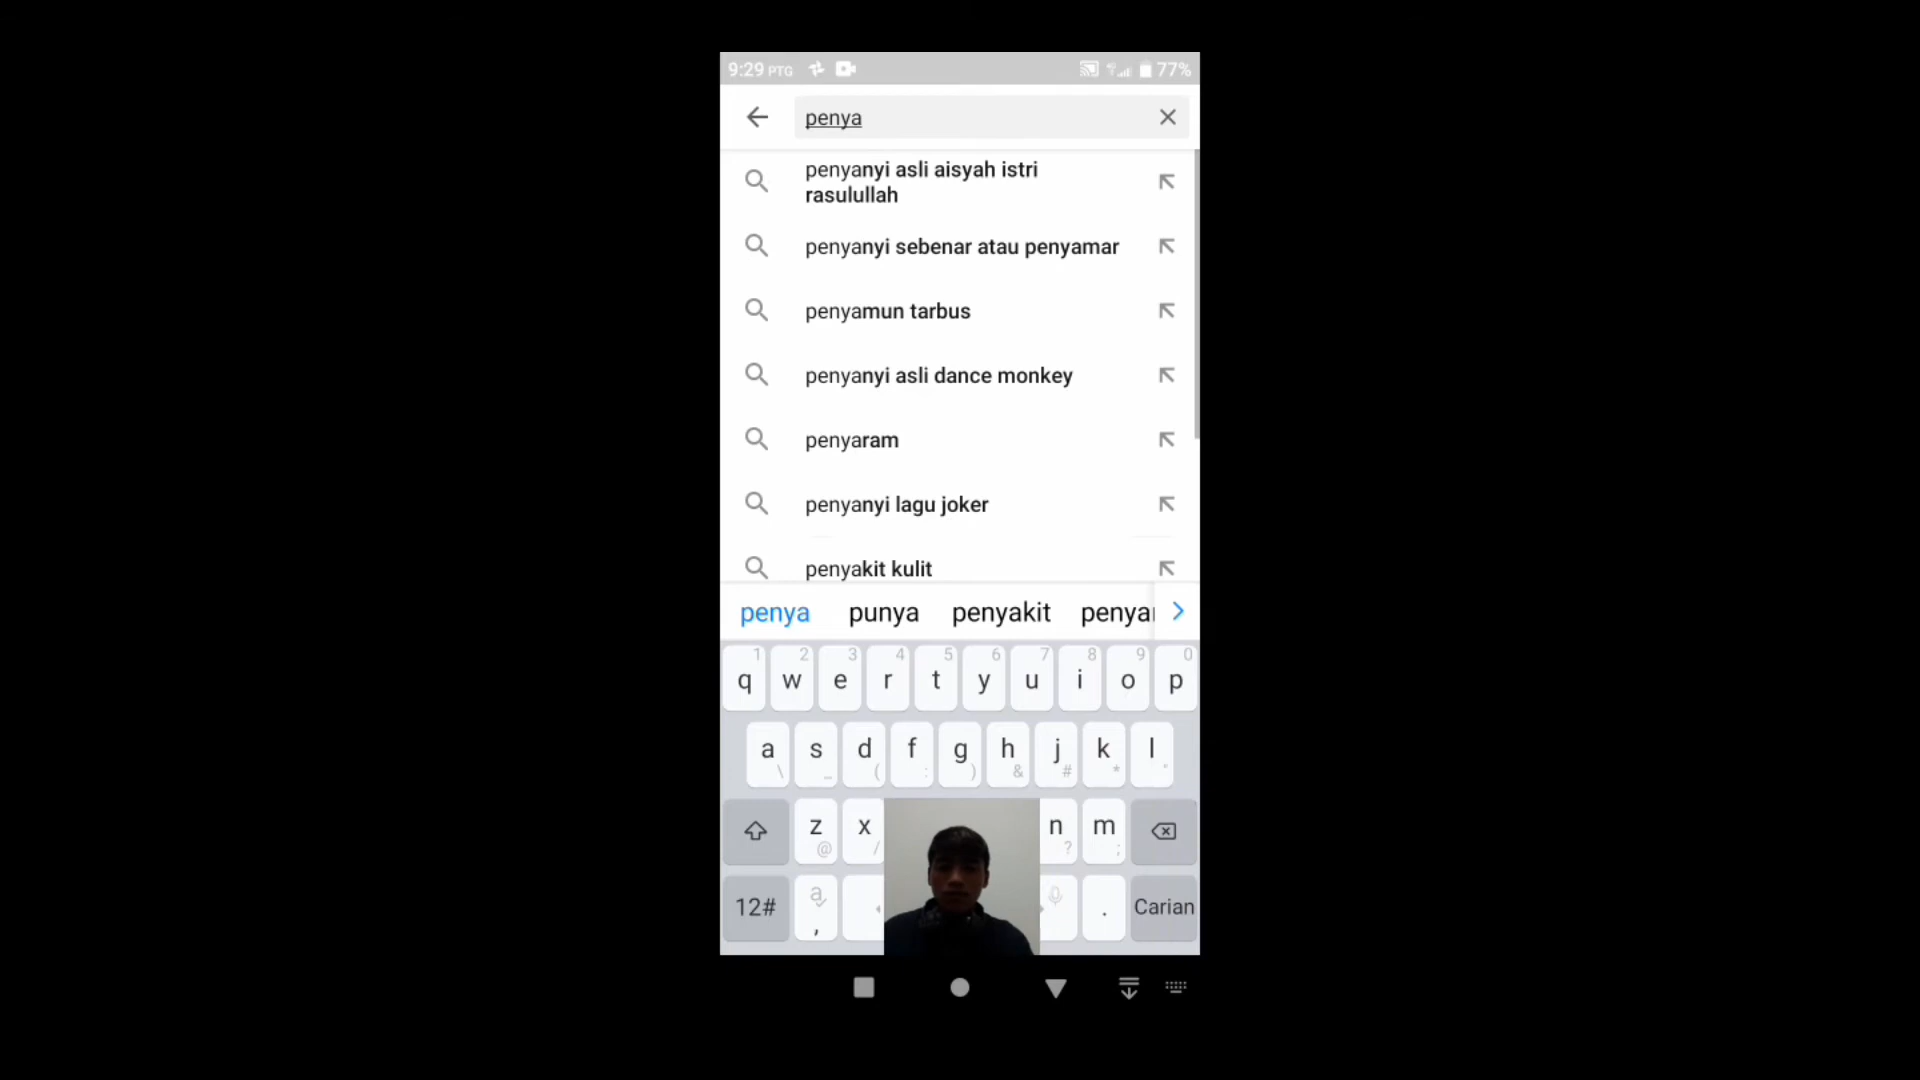 9:29 PTG 77%
penya
penyanyi asli aisyah istri
rasulullah
penyanyi sebenar atau penyamar
penyamun tarbus
penyanyi asli dance monkey
penyaram
penyanyi lagu joker
penyakit kulit
penya punya penyakit
1 2 3 4 5 6 7 8 9 0
q w e r t y u i o p
a s d f g h j k l
\ _ ( : ) & # *
z x n m
@ / ? ;
12# a , . Carian